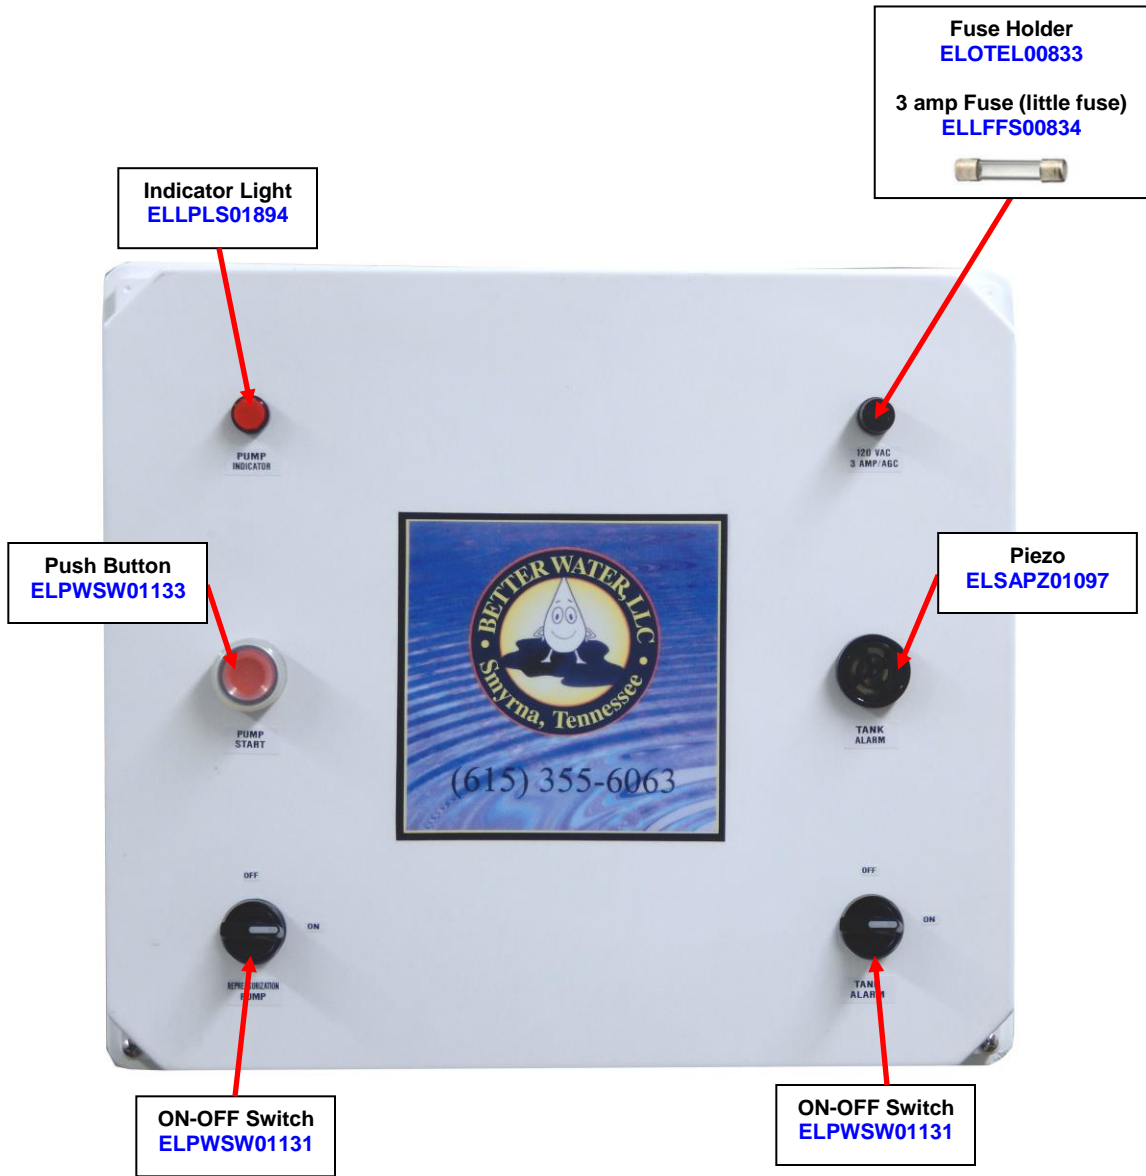 Fuse Holder
ELOTEL00833
3 amp Fuse (little fuse)
ELLFFS00834
Indicator Light
ELLPLS01894
PUMP
INDICATOR
120 VAC
3 AMP/AGC
Push Button
ELPWSW01133
Piezo
ELSAPZ01097
• BETTER WATER, LLC •
Smyrna, Tennessee
(615) 355-6063
PUMP
START
TANK
ALARM
OFF
ON
REPRESSURIZATION
PUMP
OFF
ON
TANK
ALARM
ON-OFF Switch
ELPWSW01131
ON-OFF Switch
ELPWSW01131